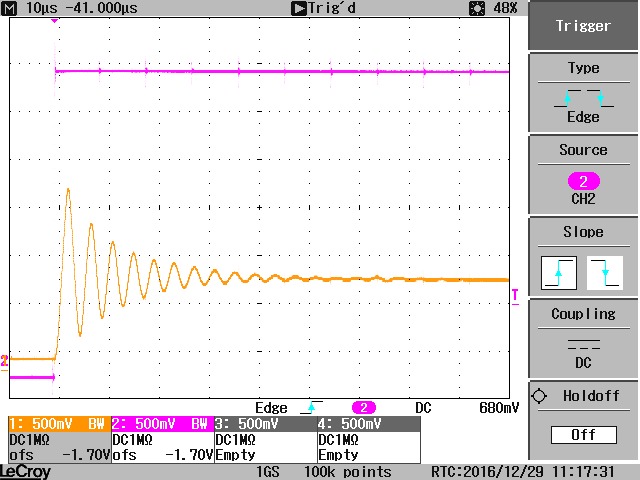 M 10µs -41.000µs Trig'd 48%
Trigger
Type
Edge
Source
2
CH2
Slope
Coupling
DC
Holdoff
Off
T
2
Edge 2 DC 680mV
1: 500mV BW 2: 500mV BW 3: 500mV 4: 500mV
DC1MΩ DC1MΩ DC1MΩ DC1MΩ
ofs -1.70V ofs -1.70V Empty Empty
LeCroy 1GS 100k points RTC:2016/12/29 11:17:31